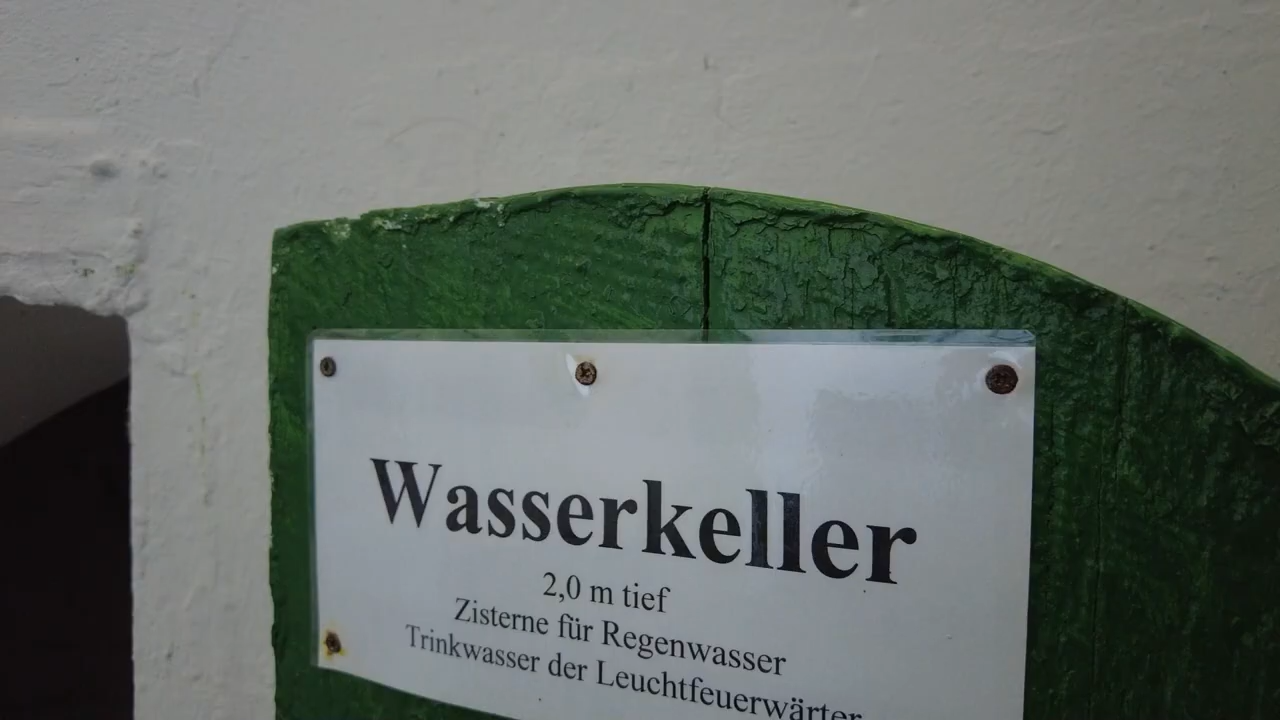 Wasserkeller
2,0 m tief
Zisterne für Regenwasser
Trinkwasser der Leuchtfeuerwärter